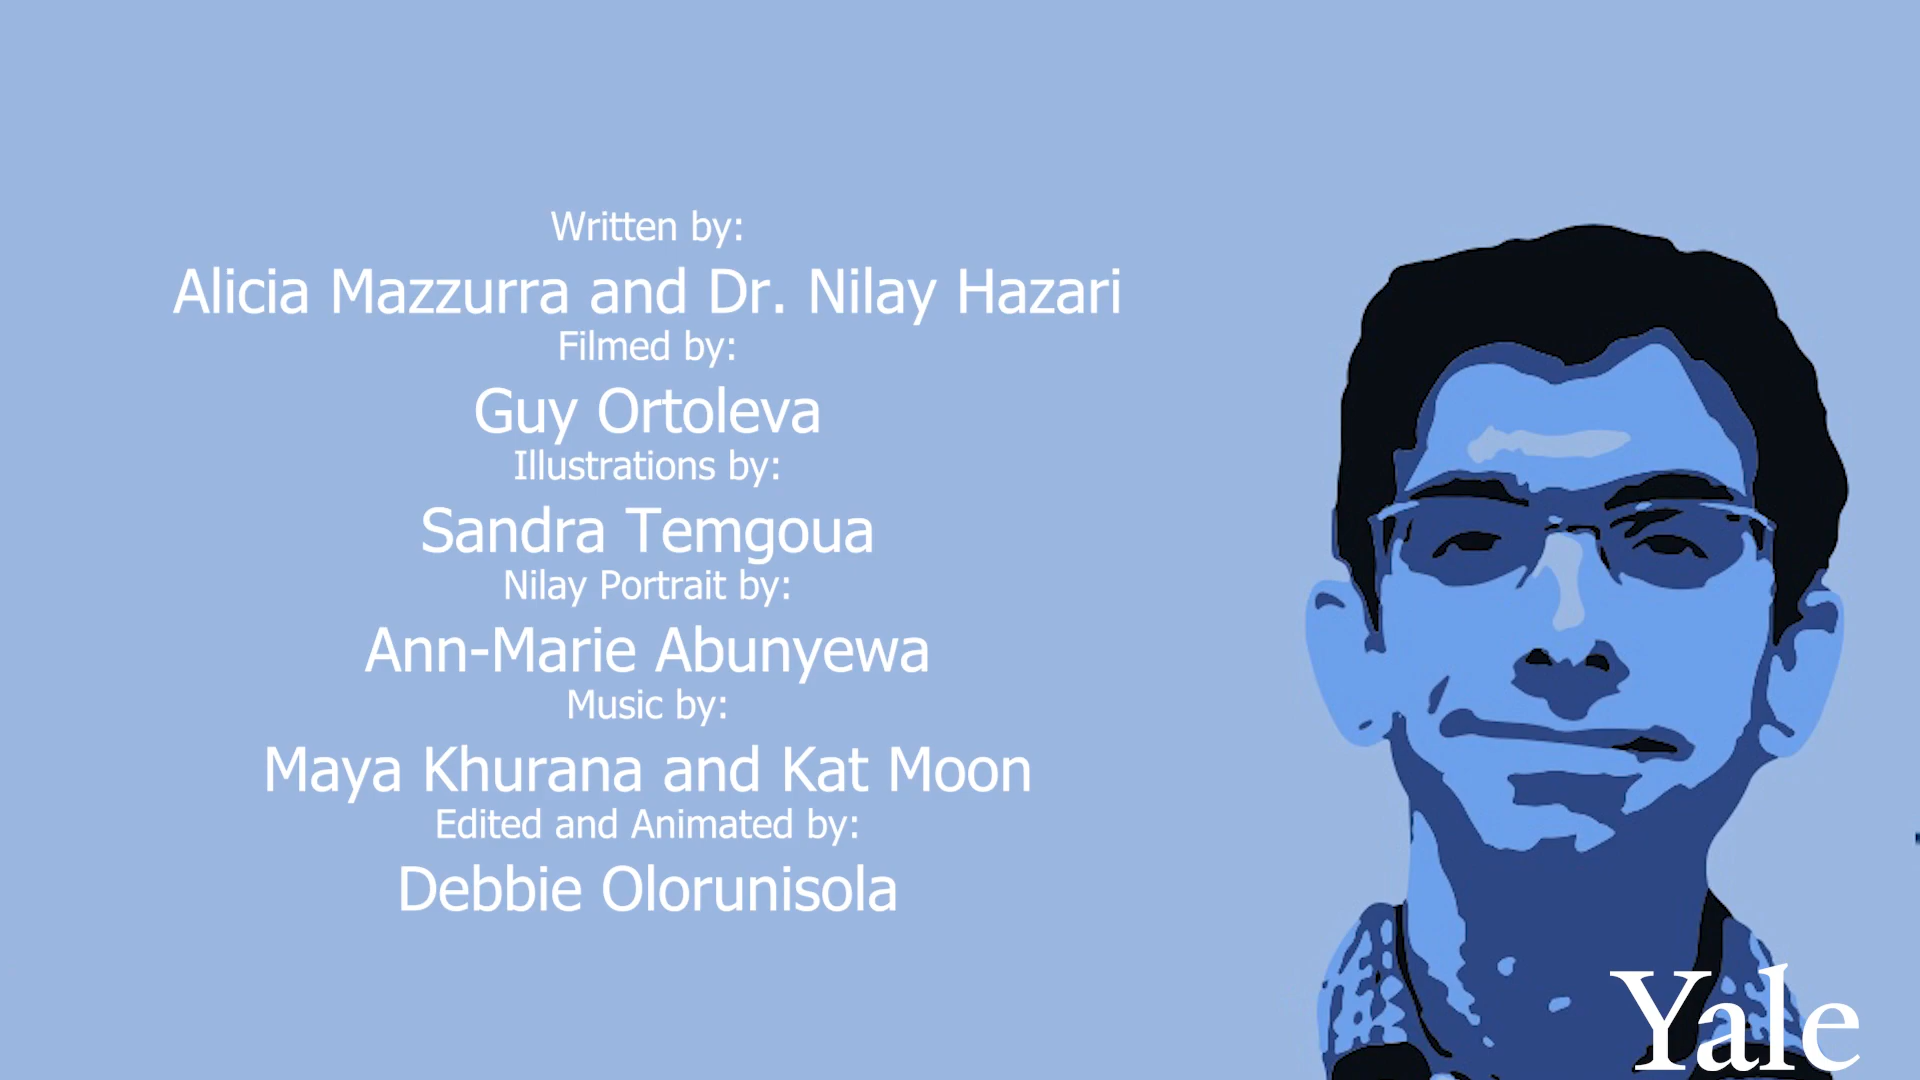 Written by:
Alicia Mazzurra and Dr. Nilay Hazari
Filmed by:
Guy Ortoleva
Illustrations by:
Sandra Temgoua
Nilay Portrait by:
Ann-Marie Abunyewa
Music by:
Maya Khurana and Kat Moon
Edited and Animated by:
Debbie Olorunisola
Yale